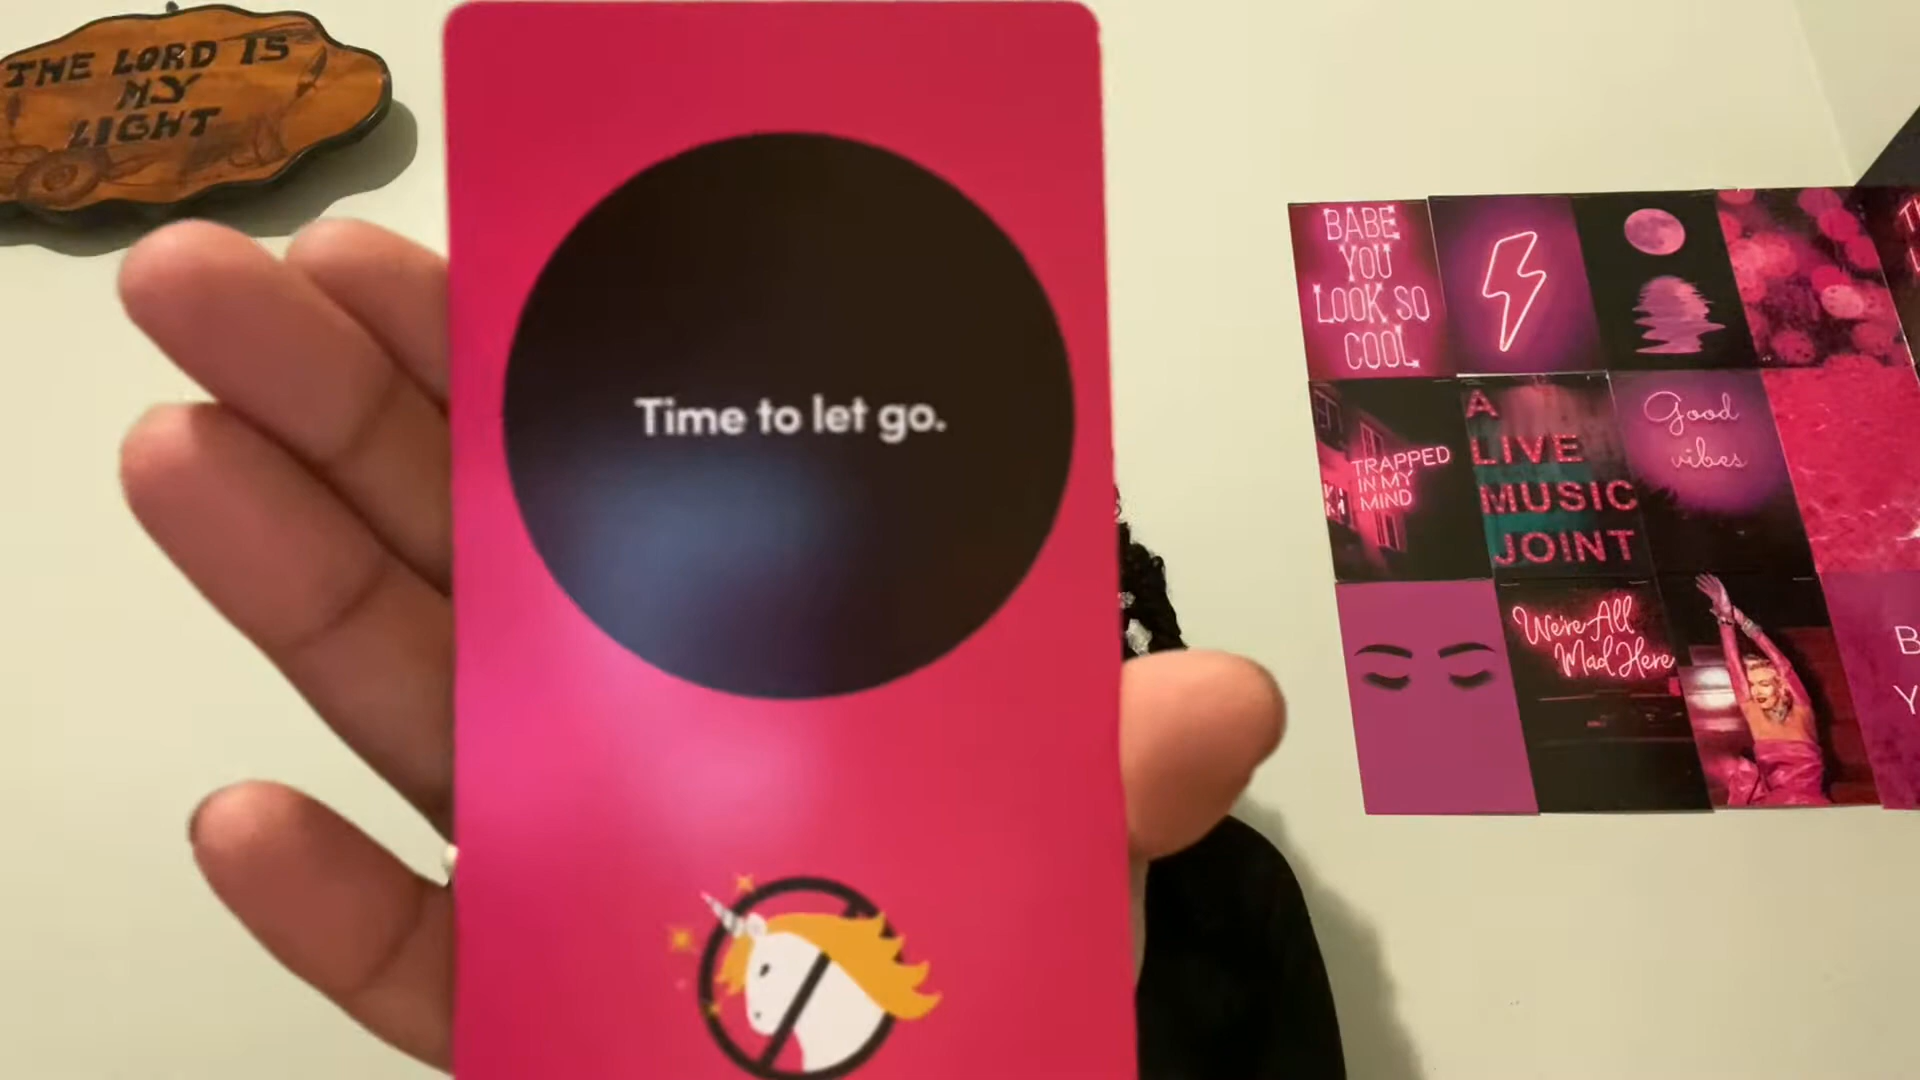 THE LORD IS
MY
LIGHT
Time to let go.
BABE
YOU
LOOK SO
COOL
TRAPPED
IN MY
MIND
A
LIVE
MUSIC
JOINT
Good
vibes
We're All
Mad Here